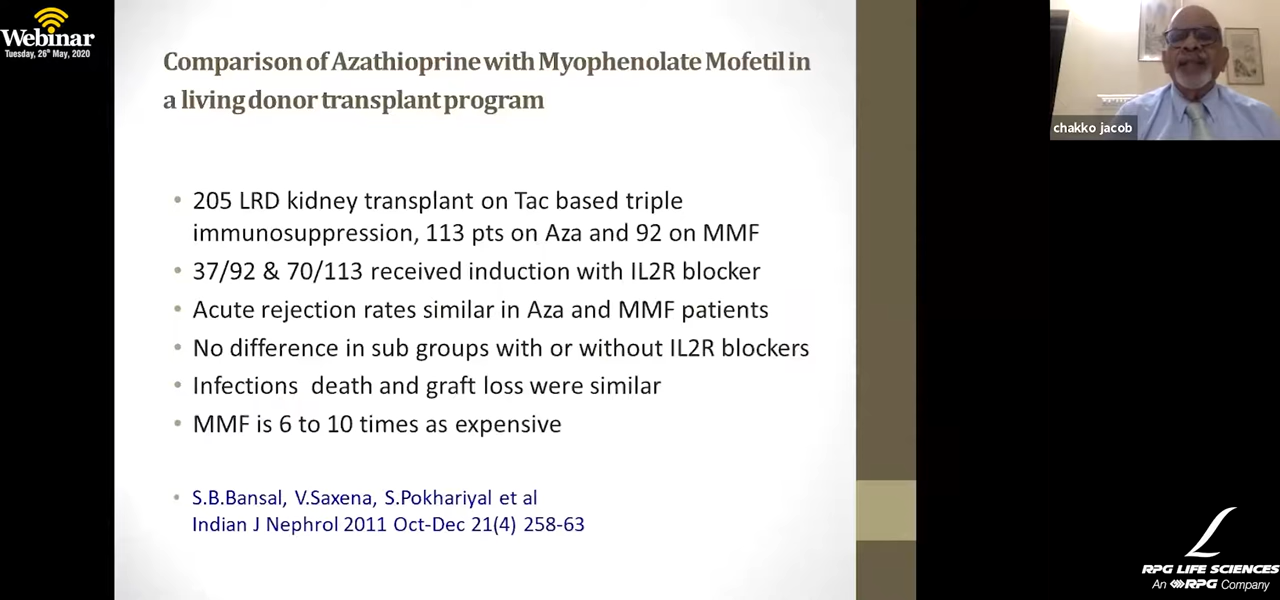 Webinar
Tuesday, 26th May, 2020
Comparison of Azathioprine with Myophenolate Mofetil in
a living donor transplant program
chakko jacob
• 205 LRD kidney transplant on Tac based triple
immunosuppression, 113 pts on Aza and 92 on MMF
• 37/92 & 70/113 received induction with IL2R blocker
• Acute rejection rates similar in Aza and MMF patients
• No difference in sub groups with or without IL2R blockers
• Infections death and graft loss were similar
• MMF is 6 to 10 times as expensive
• S.B.Bansal, V.Saxena, S.Pokhariyal et al
Indian J Nephrol 2011 Oct-Dec 21(4) 258-63
RPG LIFE SCIENCES
An RPG Company